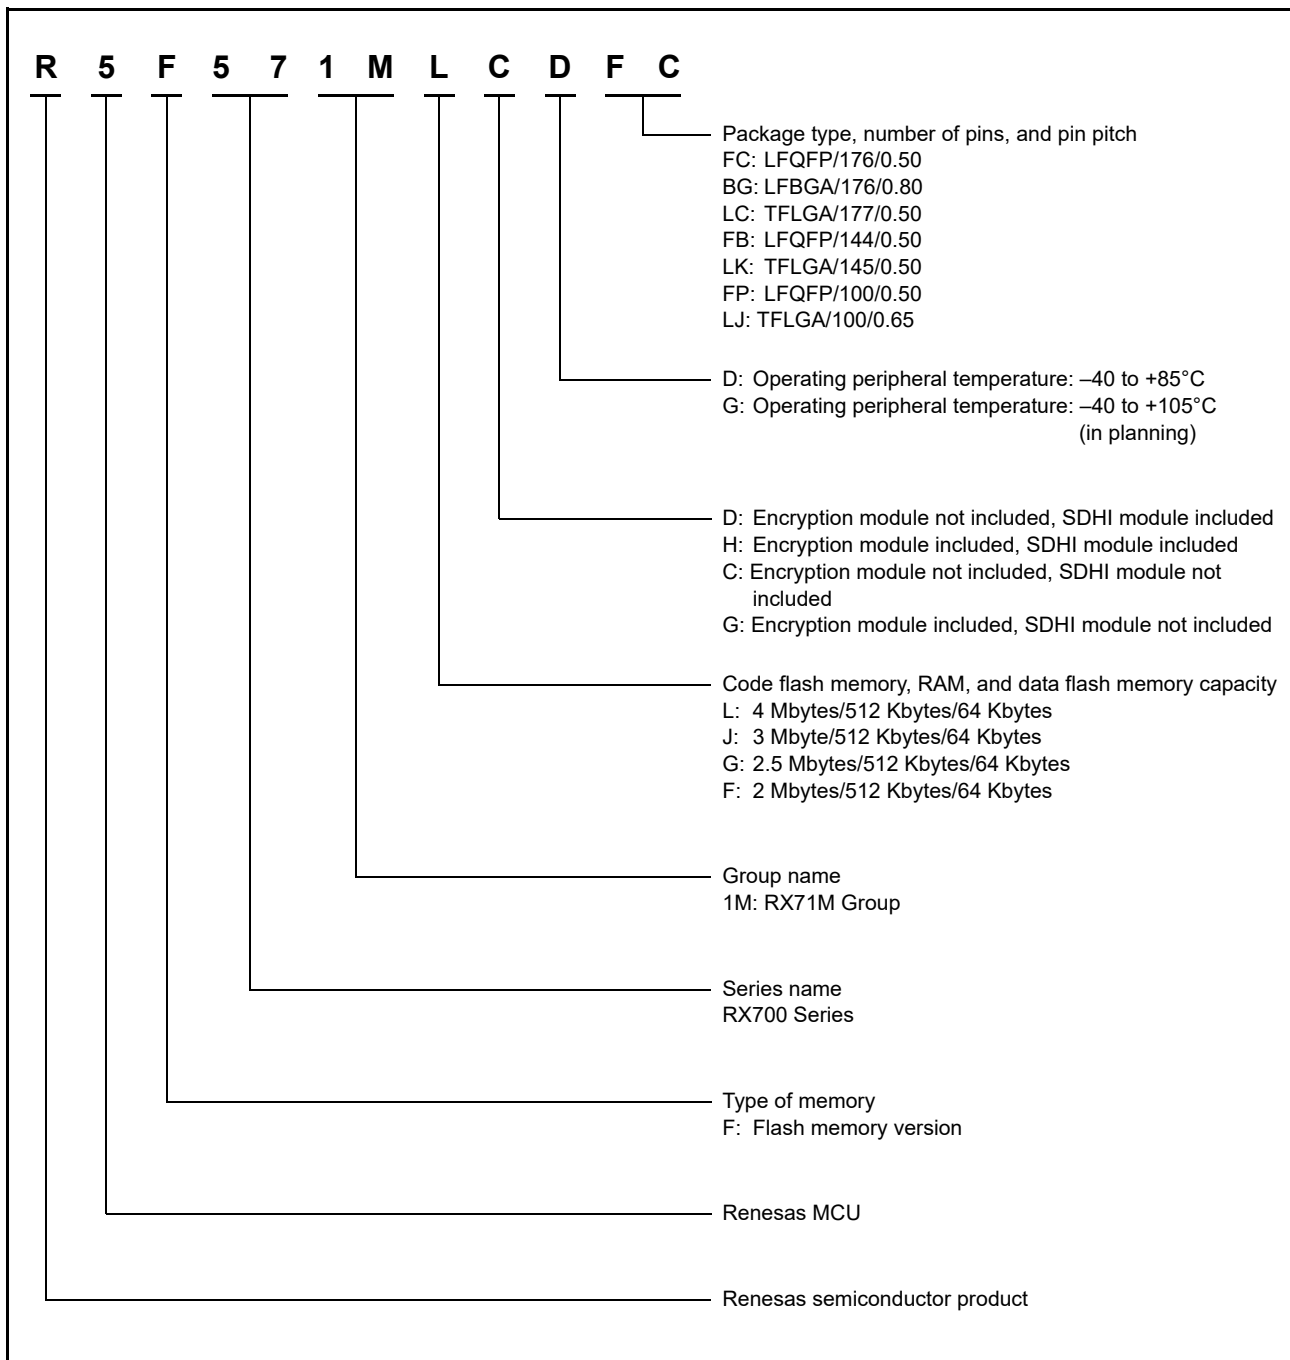 R 5 F 5 7 1 M L C D F C
Package type, number of pins, and pin pitch
FC: LFQFP/176/0.50
BG: LFBGA/176/0.80
LC: TFLGA/177/0.50
FB: LFQFP/144/0.50
LK: TFLGA/145/0.50
FP: LFQFP/100/0.50
LJ: TFLGA/100/0.65
D: Operating peripheral temperature: –40 to +85°C
G: Operating peripheral temperature: –40 to +105°C
(in planning)
D: Encryption module not included, SDHI module included
H: Encryption module included, SDHI module included
C: Encryption module not included, SDHI module not
included
G: Encryption module included, SDHI module not included
Code flash memory, RAM, and data flash memory capacity
L: 4 Mbytes/512 Kbytes/64 Kbytes
J: 3 Mbyte/512 Kbytes/64 Kbytes
G: 2.5 Mbytes/512 Kbytes/64 Kbytes
F: 2 Mbytes/512 Kbytes/64 Kbytes
Group name
1M: RX71M Group
Series name
RX700 Series
Type of memory
F: Flash memory version
Renesas MCU
Renesas semiconductor product